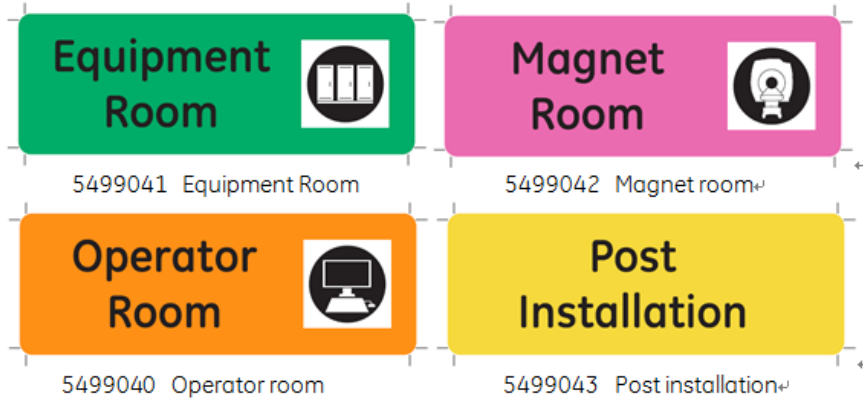 Equipment
Room
5499041 Equipment Room
Magnet
Room
5499042 Magnet room
Operator
Room
5499040 Operator room
Post
Installation
5499043 Post installation